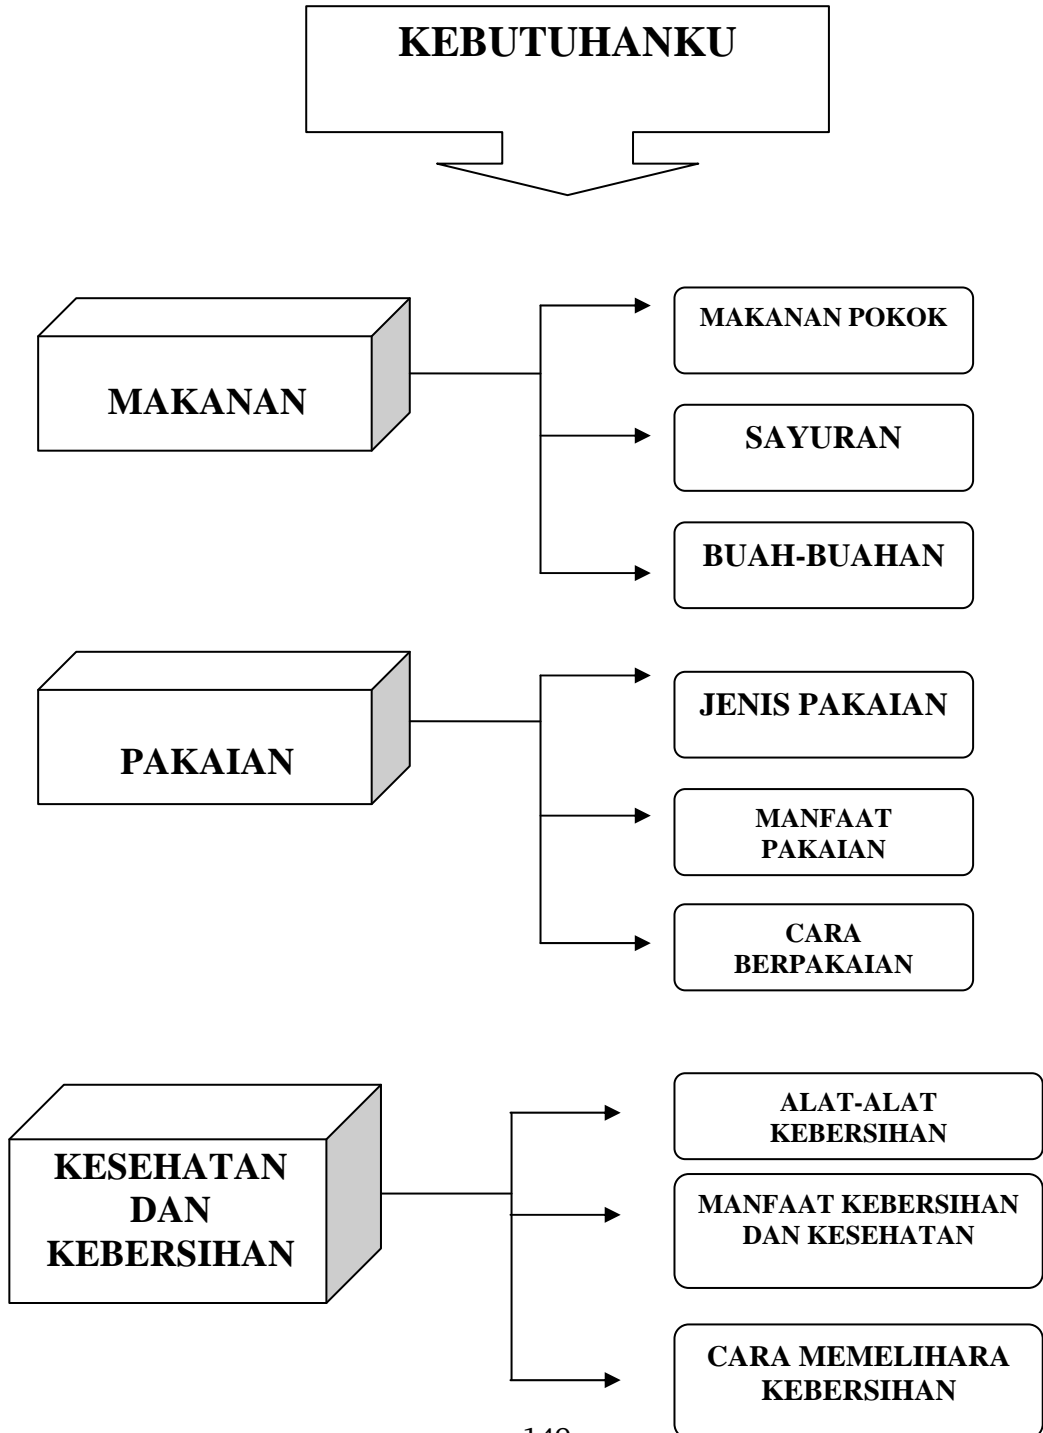 KEBUTUHANKU
MAKANAN
MAKANAN POKOK
SAYURAN
BUAH-BUAHAN
PAKAIAN
JENIS PAKAIAN
MANFAAT
PAKAIAN
CARA
BERPAKAIAN
KESEHATAN
DAN
KEBERSIHAN
ALAT-ALAT
KEBERSIHAN
MANFAAT KEBERSIHAN
DAN KESEHATAN
CARA MEMELIHARA
KEBERSIHAN